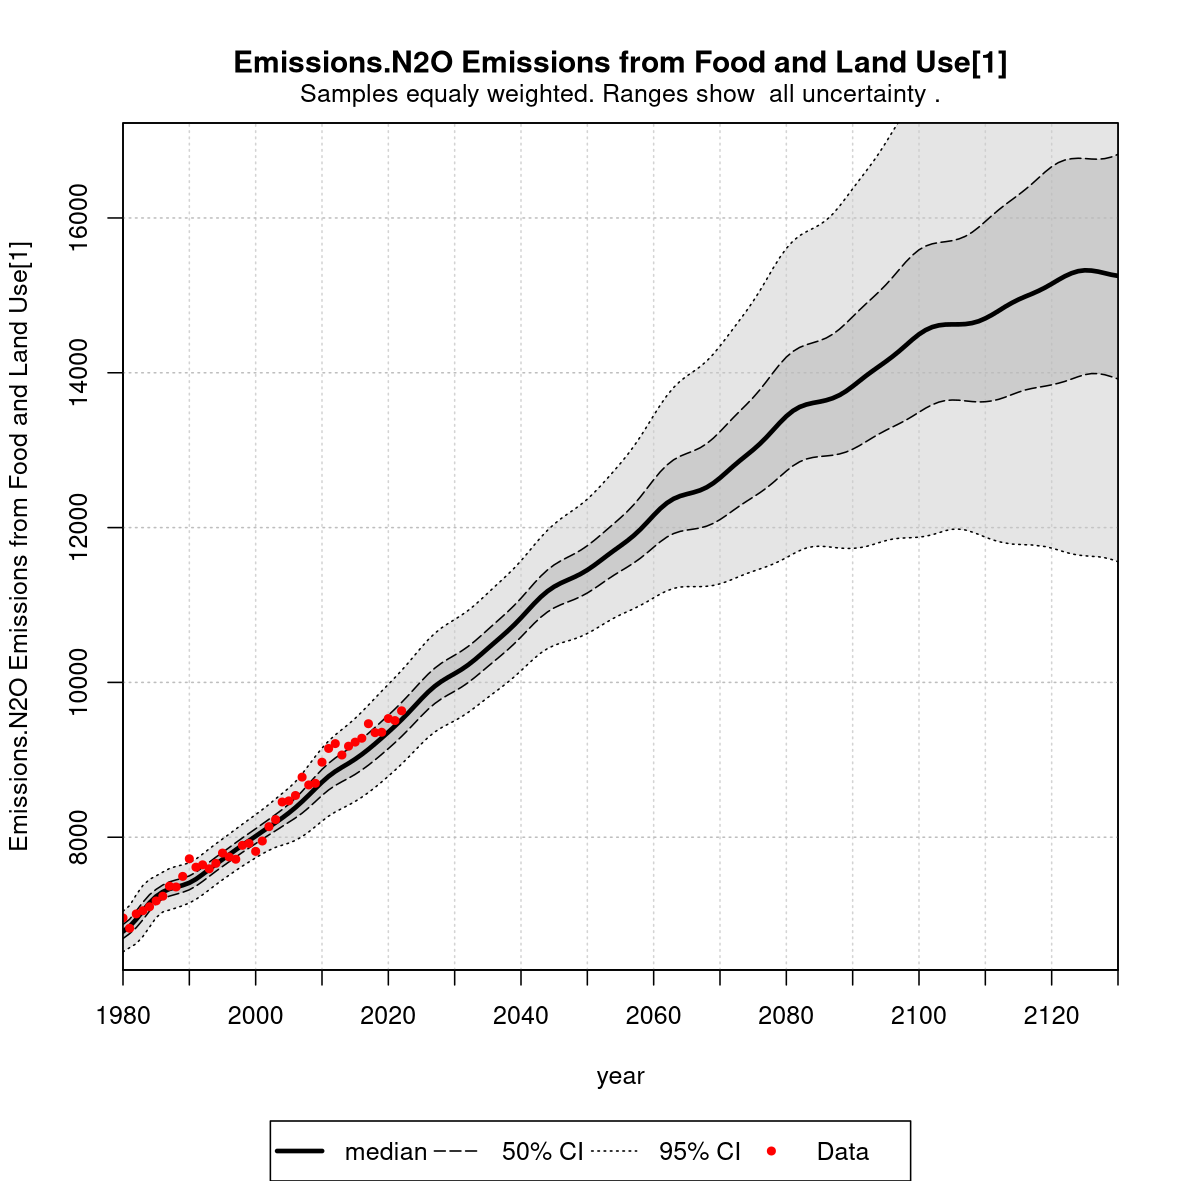 Emissions.N2O Emissions from Food and Land Use[1]
Samples equaly weighted. Ranges show  all uncertainty .
Emissions.N2O Emissions from Food and Land Use[1]
16000
14000
12000
10000
8000
1980 2000 2020 2040 2060 2080 2100 2120
year
median 50% CI 95% CI Data